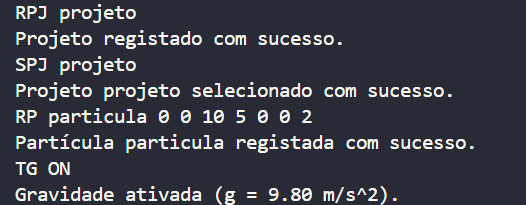 RPJ projeto
Projeto registado com sucesso.
SPJ projeto
Projeto projeto selecionado com sucesso.
RP particula 0 0 10 5 0 0 2
Partícula particula registada com sucesso.
TG ON
Gravidade ativada (g = 9.80 m/s^2).